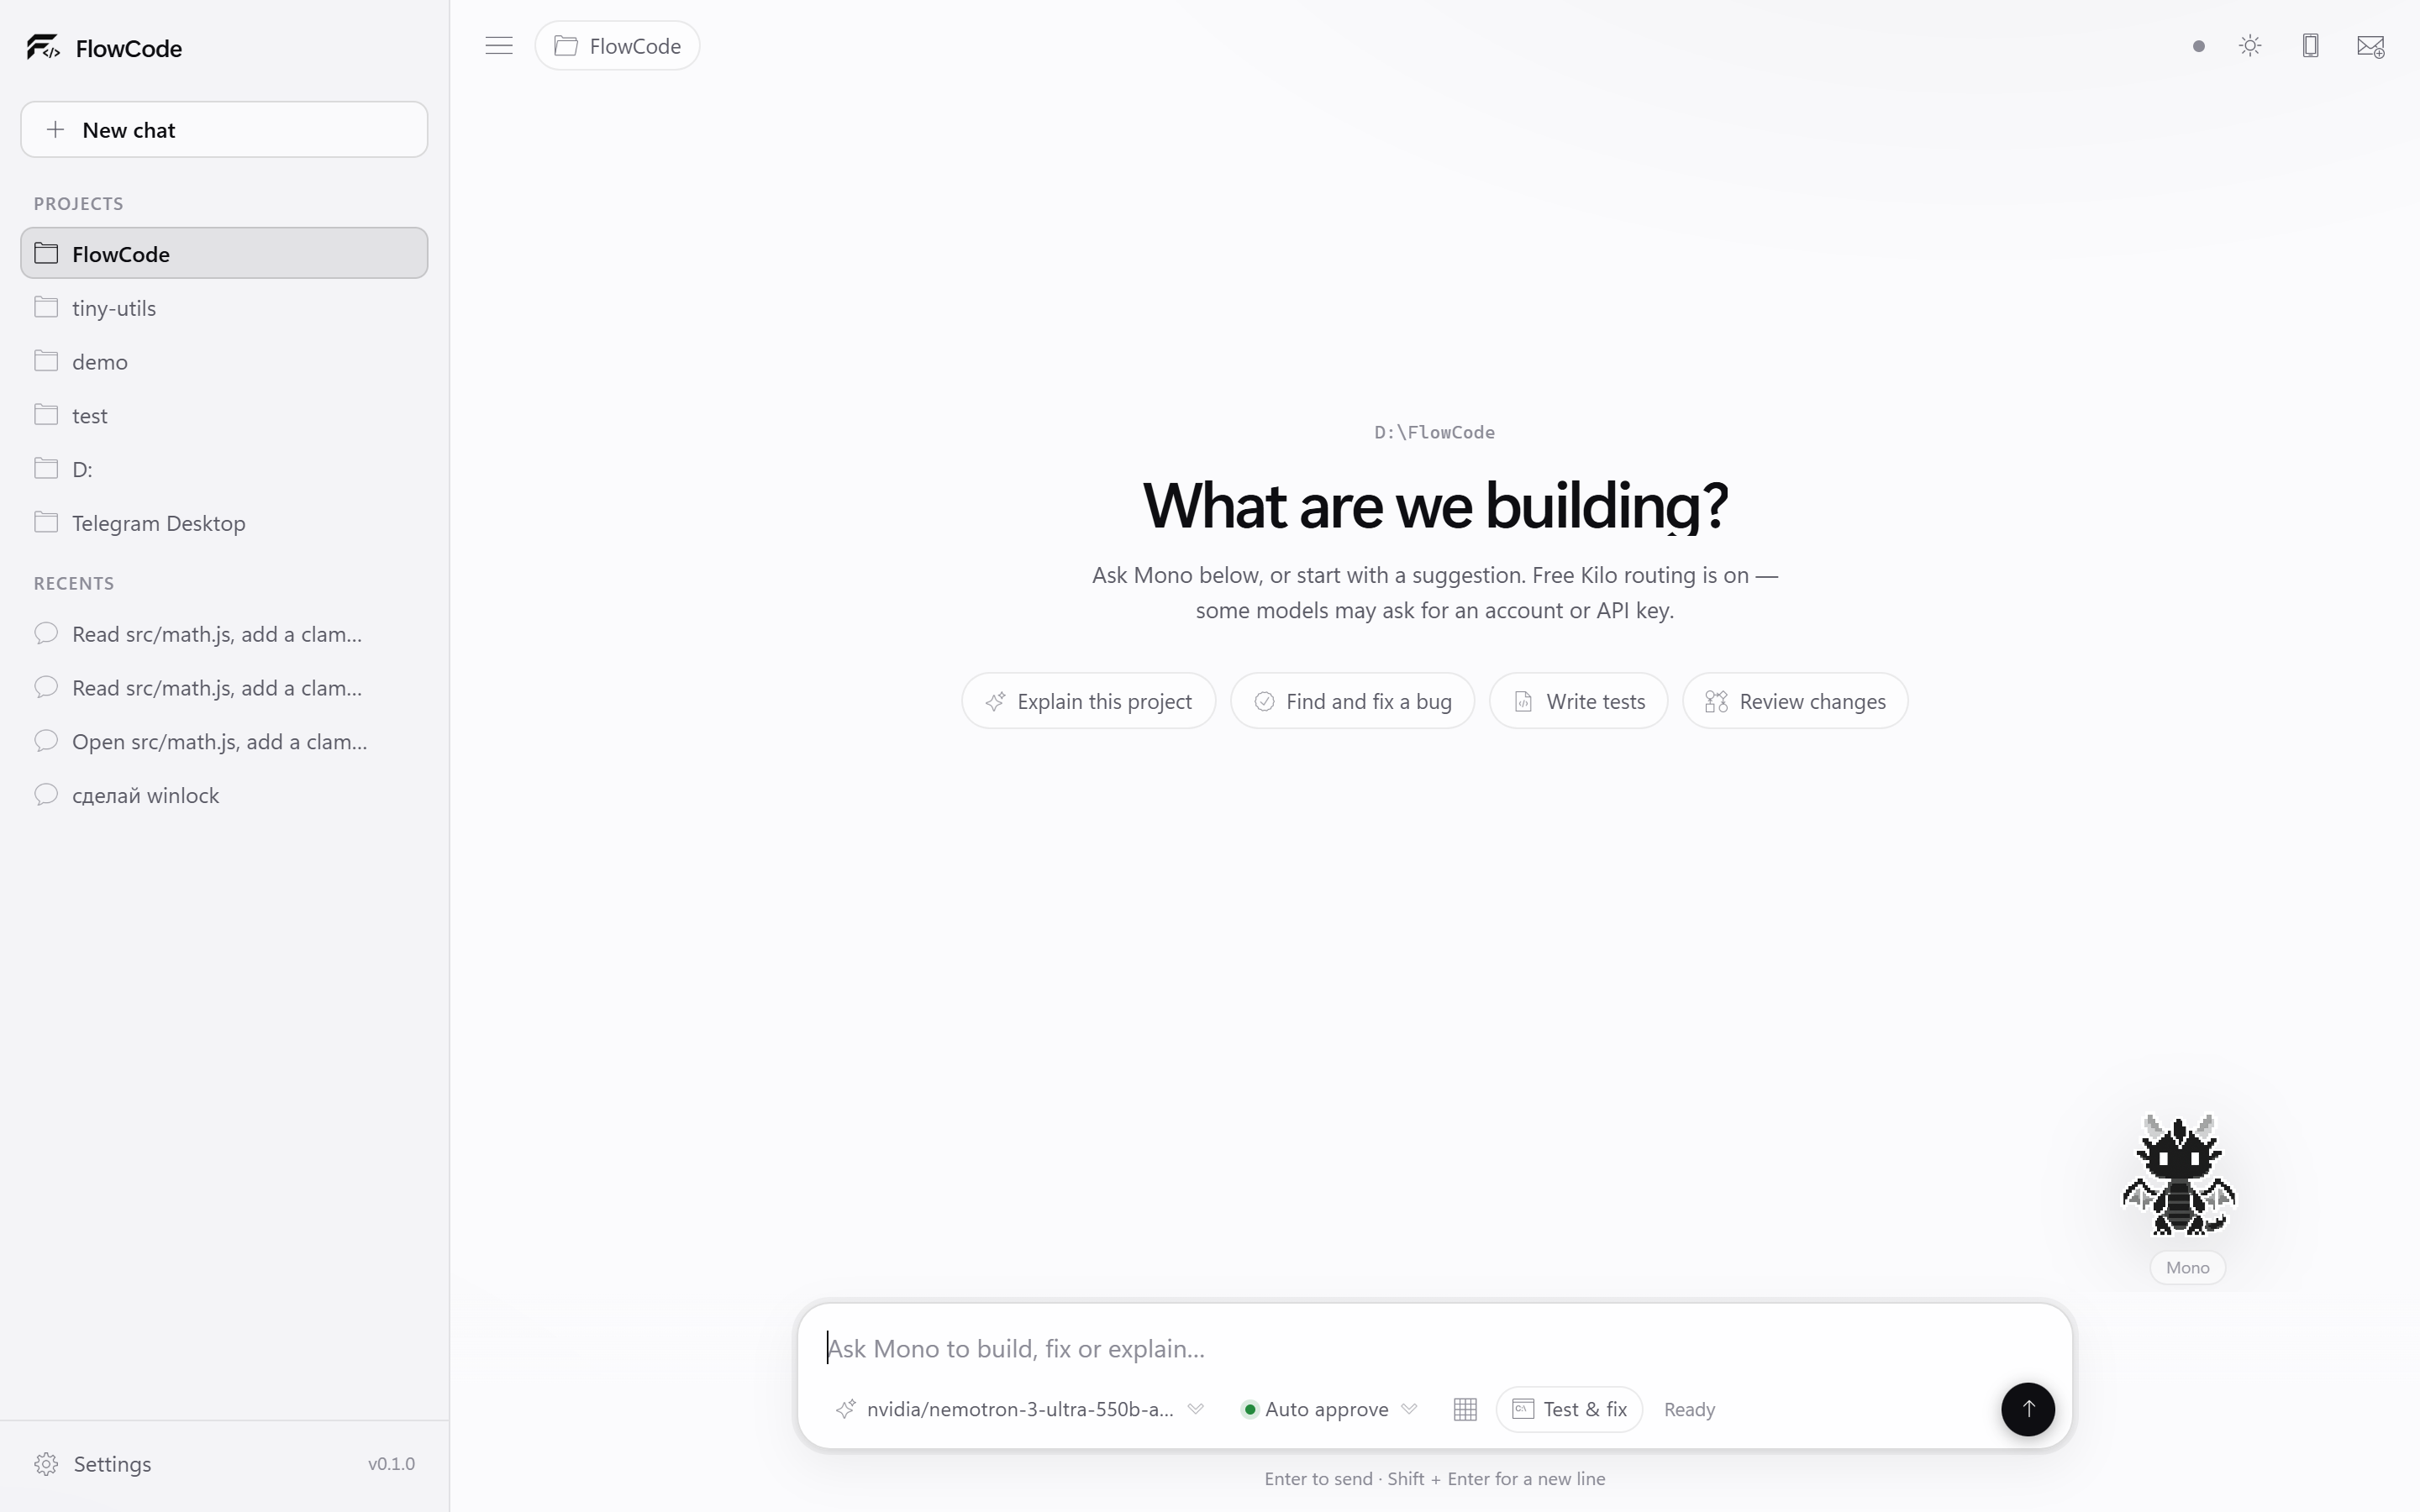 FlowCode
New chat
PROJECTS
FlowCode
tiny-utils
demo
test
D:
Telegram Desktop
RECENTS
Read src/math.js, add a clam...
Read src/math.js, add a clam...
Open src/math.js, add a clam...
сделай winlock
Settings
v0.1.0
FlowCode
D:\FlowCode
What are we building?
Ask Mono below, or start with a suggestion. Free Kilo routing is on —
some models may ask for an account or API key.
Explain this project
Find and fix a bug
Write tests
Review changes
Mono
Ask Mono to build, fix or explain...
nvidia/nemotron-3-ultra-550b-a...
Auto approve
Test & fix
Ready
Enter to send · Shift + Enter for a new line